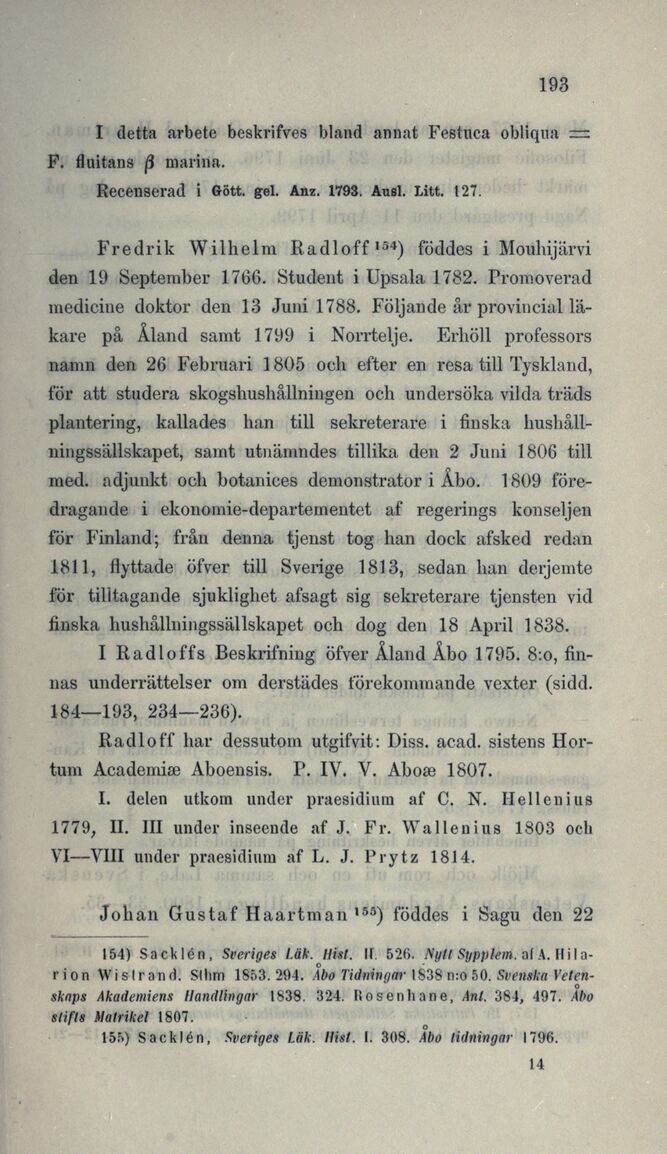 193
I detta arbete beskrifves bland annat Festuca obliqua =
F. fluitans β marina.
Recenserad i Gött. gel. Anz. 1793. Ausl. Litt. 127.
Fredrik Wilhelm Radloff 154) föddes i Mouhijärvi
den 19 September 1766. Student i Upsala 1782. Promoverad
medicine doktor den 13 Juni 1788. Följande år provincial lä-
kare på Åland samt 1799 i Norrtelje. Erhöll professors
namn den 26 Februari 1805 och efter en resa till Tyskland,
för att studera skogshushållningen och undersöka vilda träds
plantering, kallades han till sekreterare i finska hushåll-
ningssällskapet, samt utnämndes tillika den 2 Juni 1806 till
med. adjunkt och botanices demonstrator i Åbo. 1809 före-
dragande i ekonomie-departementet af regerings konseljen
för Finland; från denna tjenst tog han dock afsked redan
1811, flyttade öfver till Sverige 1813, sedan han derjemte
för tilltagande sjuklighet afsagt sig sekreterare tjensten vid
finska hushållningssällskapet och dog den 18 April 1838.
I Radloffs Beskrifning öfver Åland Åbo 1795. 8:o, fin-
nas underrättelser om derstädes förekommande vexter (sidd.
184—193, 234—236).
Radloff har dessutom utgifvit: Diss. acad. sistens Hor-
tum Academiæ Aboensis. P. IV. V. Aboæ 1807.
I. delen utkom under praesidium af C. N. Hellenius
1779, II. III under inseende af J. Fr. Wallenius 1803 och
VI—VIII under praesidium af L. J. Prytz 1814.
Johan Gustaf Haartman 155) föddes i Sagu den 22
154) Sacklén, Sveriges Läk. Hist. II. 526. Nytt Sypplem. af A. Hila-
rion Wistrand. Sthm 1853. 294. Åbo Tidningar 1838 n:o 50. Svenska Veten-
skaps Akademiens Handlingar 1838. 324. Rosenhane, Ant. 384, 497. Åbo
stifts Matrikel 1807.
155) Sacklén, Sveriges Läk. Hist. I. 308. Åbo tidningar 1796.
14